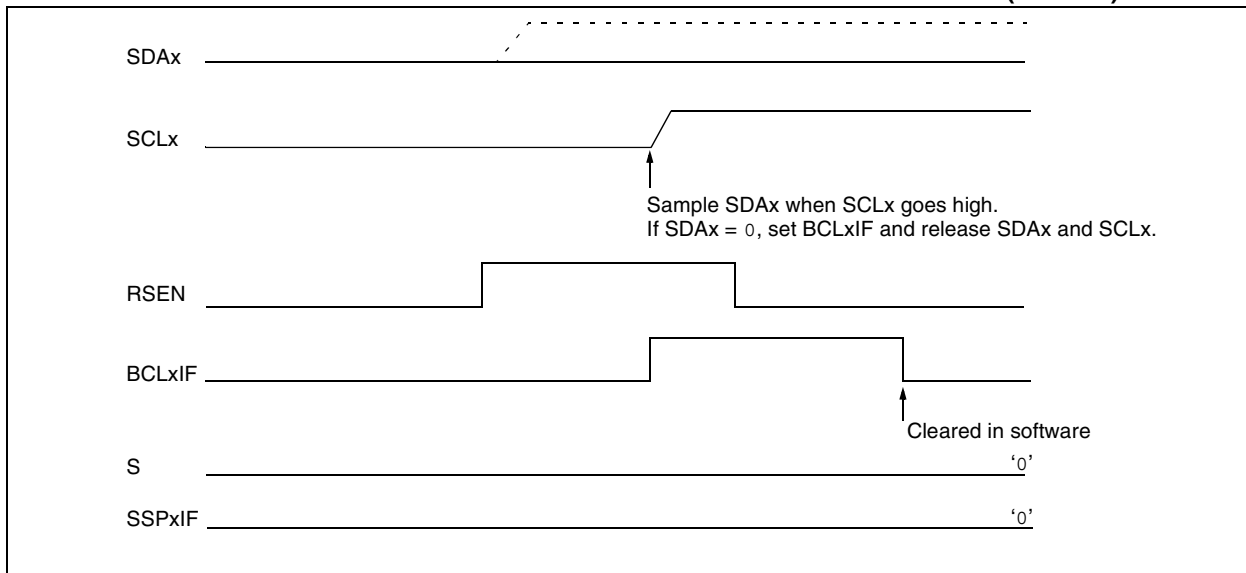 SDAx
SCLx
Sample SDAx when SCLx goes high.
If SDAx = 0, set BCLxIF and release SDAx and SCLx.
RSEN
BCLxIF
Cleared in software
S
‘0’
SSPxIF
‘0’